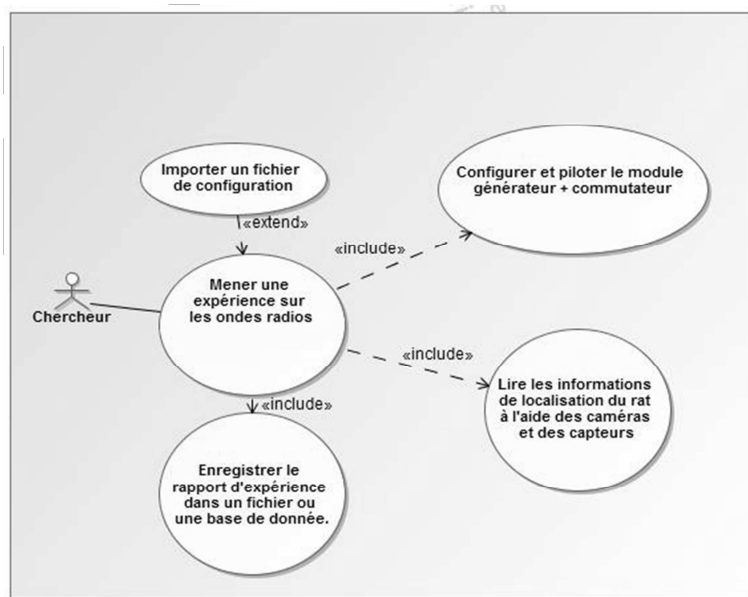 Importer un fichier
de configuration
«extend»
Configurer et piloter le module
générateur + commutateur
«include»
Mener une
expérience sur
les ondes radios
Chercheur
«include»
Lire les informations
de localisation du rat
à l'aide des caméras
et des capteurs
«include»
Enregistrer le
rapport d'expérience
dans un fichier ou
une base de donnée.